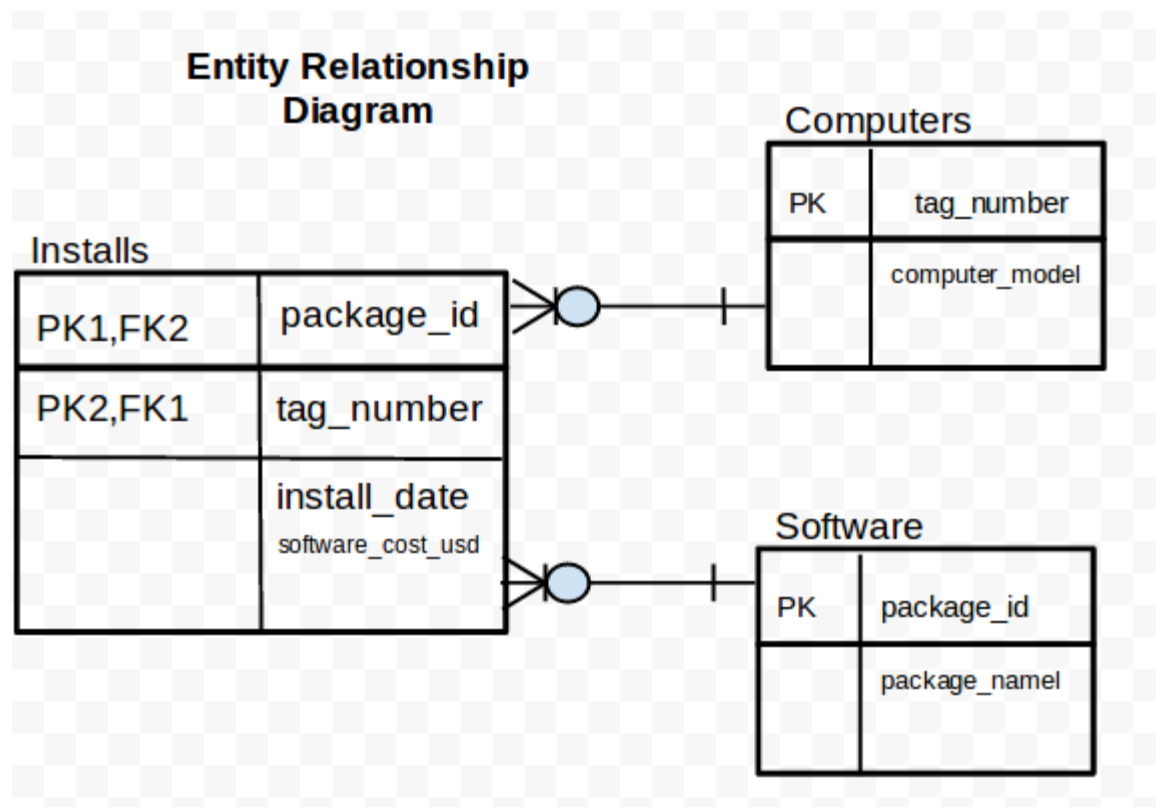 Entity Relationship
Diagram
Computers
PK tag_number
computer_model
Installs
PK1,FK2 package_id
PK2,FK1 tag_number
install_date
software_cost_usd
Software
PK package_id
package_namel